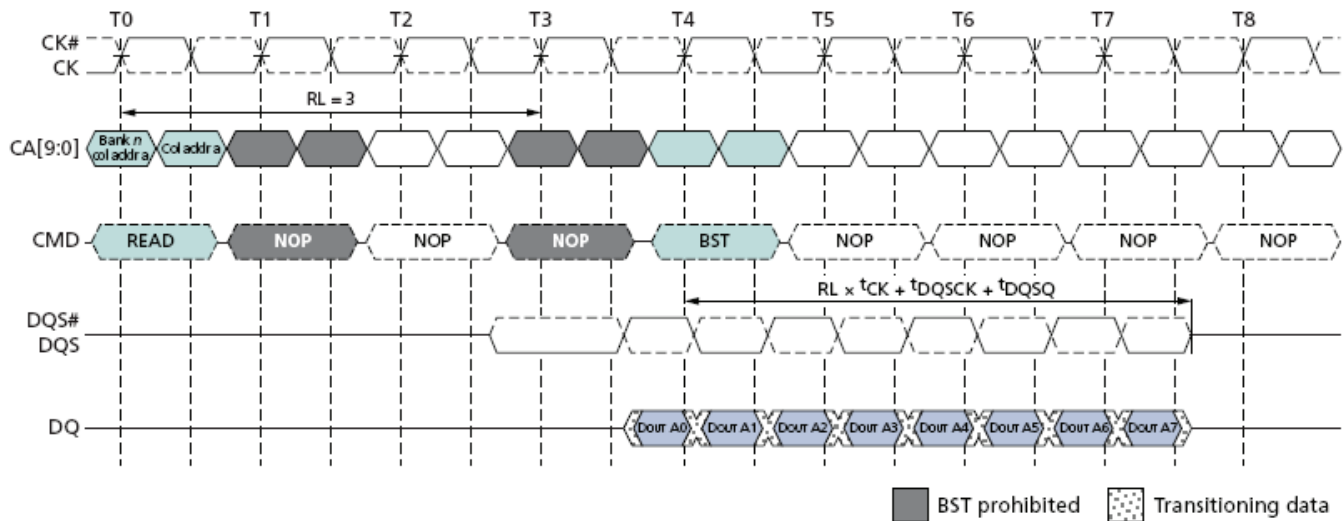 T0 T1 T2 T3 T4 T5 T6 T7 T8
CK#
CK
RL = 3
CA[9:0] Bank n col addr a Col addr a
CMD READ NOP NOP NOP BST NOP NOP NOP NOP
RL × tCK + tDQSCK + tDQSQ
DQS#
DQS
DQ DOUT A0 DOUT A1 DOUT A2 DOUT A3 DOUT A4 DOUT A5 DOUT A6 DOUT A7
BST prohibited Transitioning data